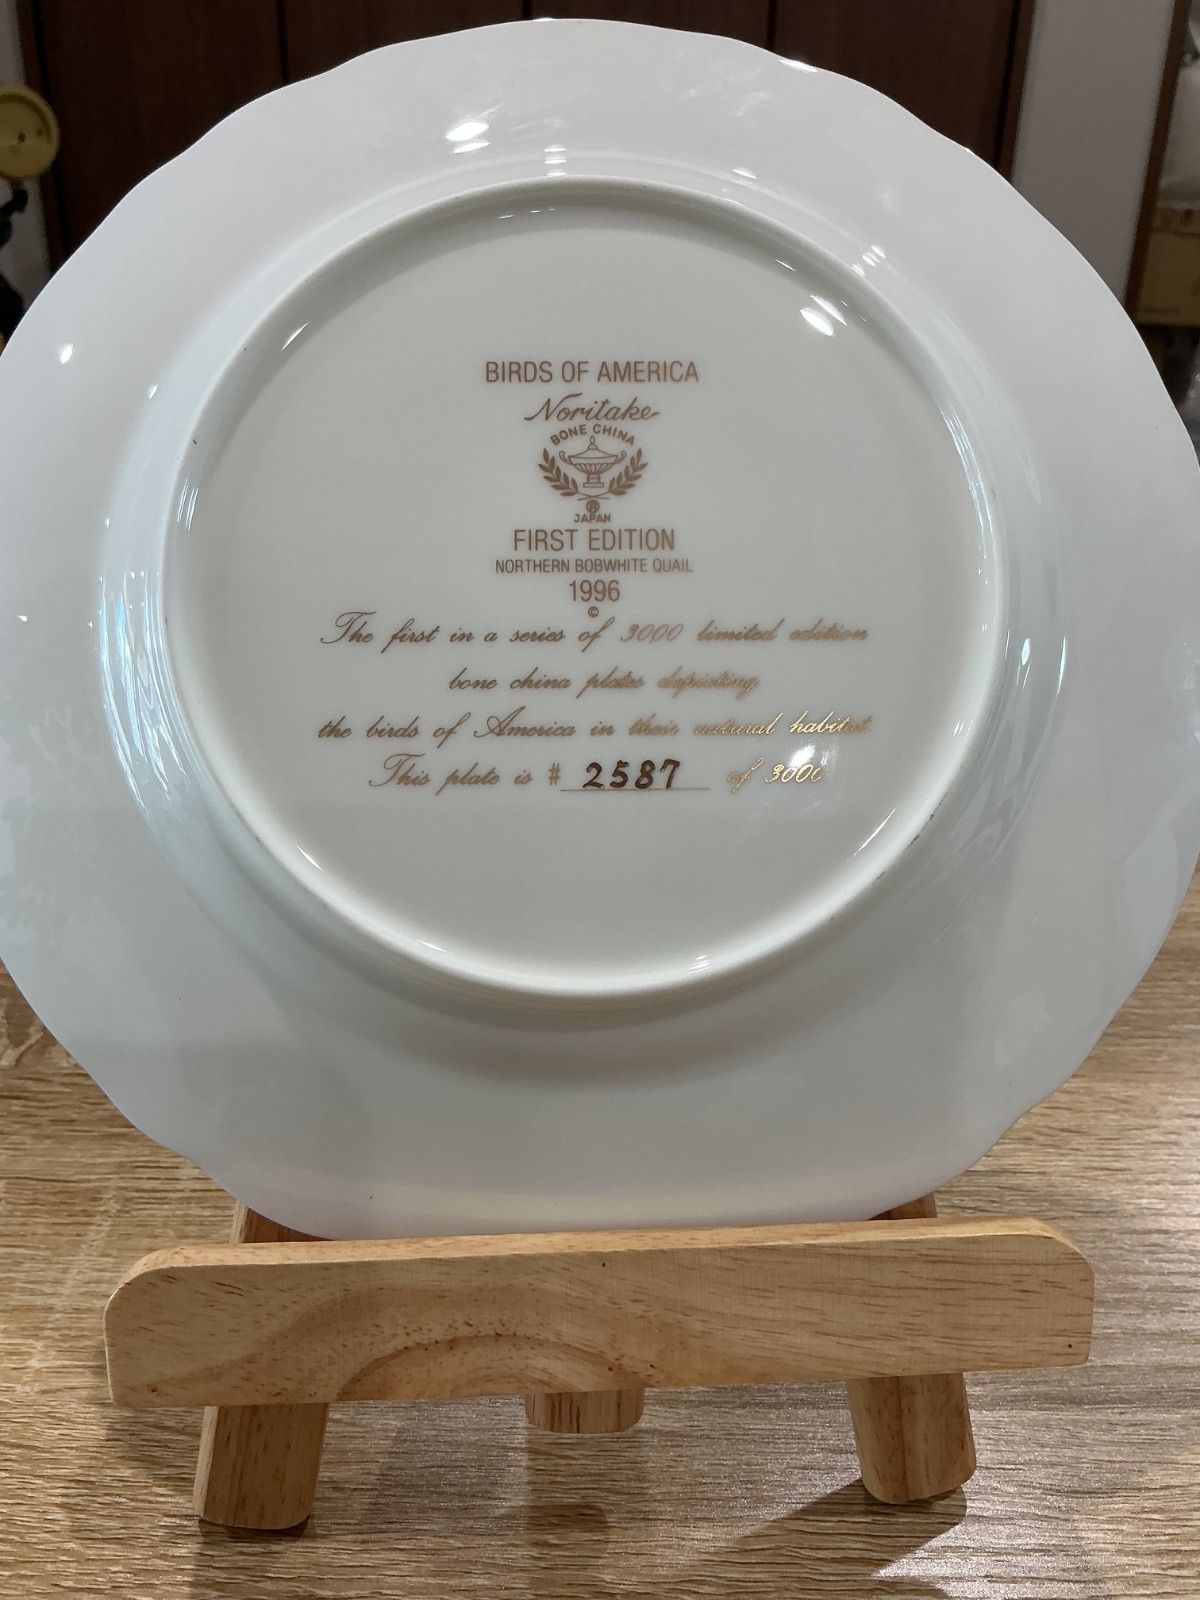 BIRDS OF AMERICA
Noritake
BONE CHINA
®
JAPAN
FIRST EDITION
NORTHERN BOBWHITE QUAIL
1996
©
The first in a series of 3000 limited edition
bone china plates depicting
the birds of America in their natural habitat.
This plate is # 2587 of 3000